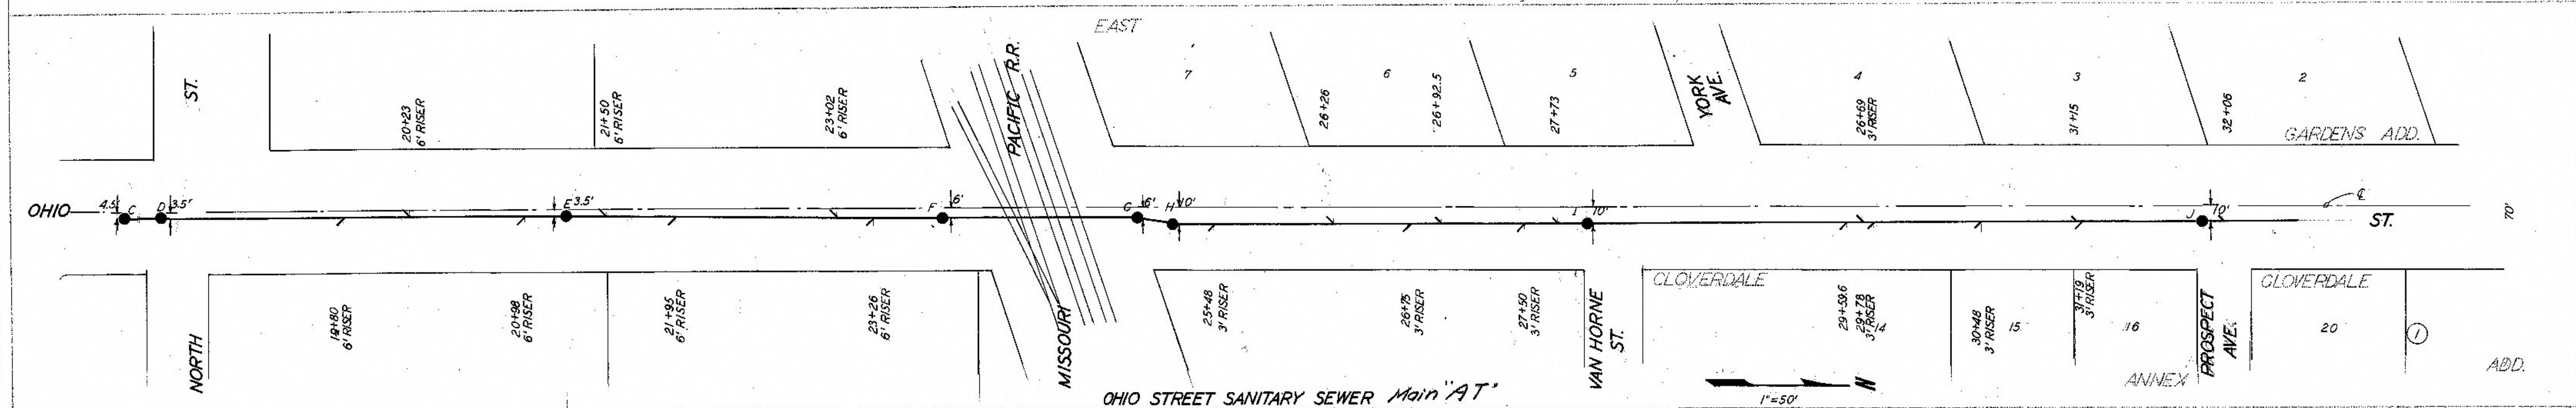 EAST
ST.
20+23
6' RISER
21+50
6' RISER
23+02
6' RISER
PACIFIC R.R.
7
26+26
6
26+92.5
5
27+73
YORK
AVE.
4
26+69
3' RISER
3
31+15
32+06
2
GARDENS ADD.
OHIO
4.5'
C
D
3.5'
E
3.5'
F
6'
G
6'
H
10'
I
10'
J
10'
℄
ST.
70'
NORTH
19+80
6' RISER
20+98
6' RISER
21+95
6' RISER
23+26
6' RISER
MISSOURI
25+48
3' RISER
26+75
3' RISER
27+50
3' RISER
VAN HORNE
ST.
CLOVERDALE
29+59.6
29+78
3' RISER
14
30+48
3' RISER
15
31+19
3' RISER
16
PROSPECT
AVE.
CLOVERDALE
20
1
ANNEX
ADD.
OHIO STREET SANITARY SEWER Main "AT"
N
1"=50'